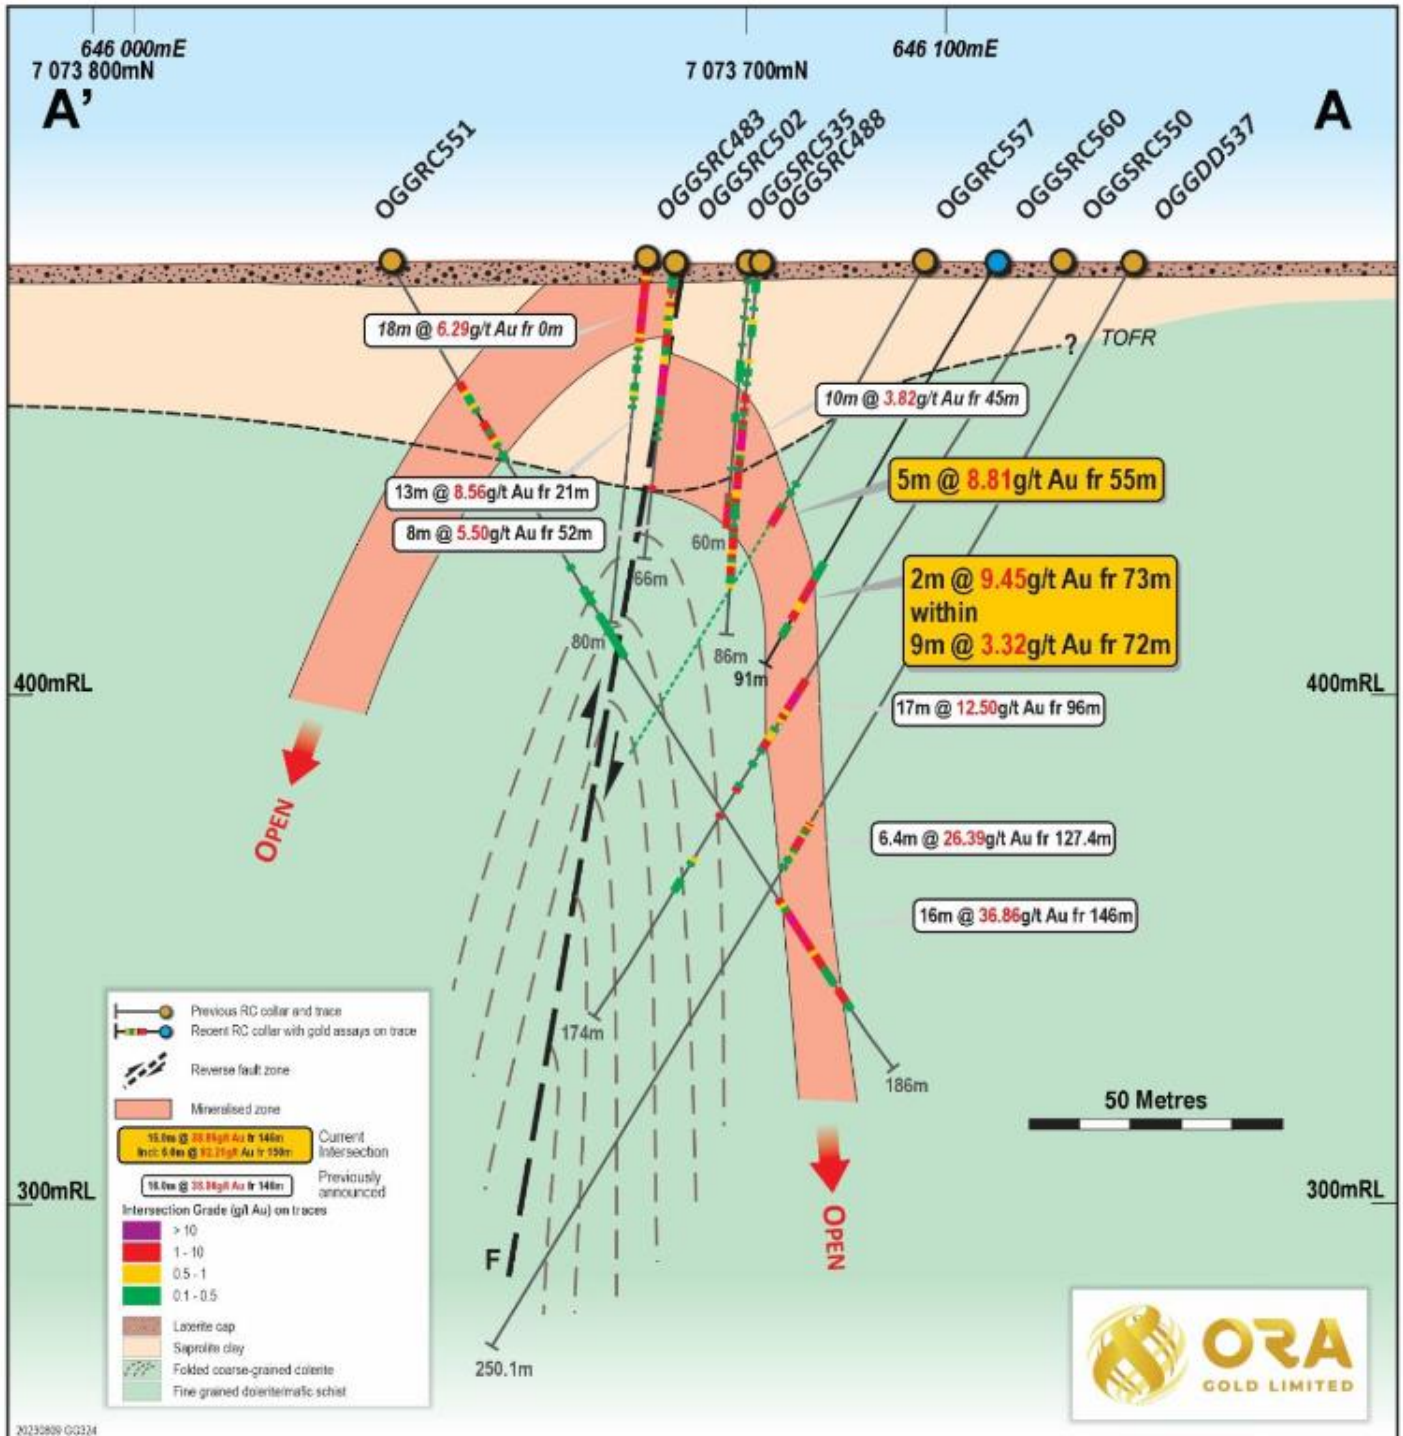 646 000mE
7 073 800mN
7 073 700mN
646 100mE
A’
A
OGGRC551
OGGSRC483
OGGSRC502
OGGSRC535
OGGSRC488
OGGRC557
OGGSRC560
OGGSRC550
OGGDD537
18m @ 6.29g/t Au fr 0m
? TOFR
10m @ 3.82g/t Au fr 45m
5m @ 8.81g/t Au fr 55m
13m @ 8.56g/t Au fr 21m
8m @ 5.50g/t Au fr 52m
60m
66m
2m @ 9.45g/t Au fr 73m
within
9m @ 3.32g/t Au fr 72m
80m
86m
91m
400mRL
400mRL
17m @ 12.50g/t Au fr 96m
OPEN
6.4m @ 26.39g/t Au fr 127.4m
16m @ 36.86g/t Au fr 146m
174m
186m
50 Metres
300mRL
300mRL
OPEN
F
250.1m
Previous RC collar and trace
Recent RC collar with gold assays on trace
Reverse fault zone
Mineralised zone
Current
Intersection
Previously
announced
Intersection Grade (g/t Au) on traces
> 10
1 - 10
0.5 - 1
0.1 - 0.5
Laterite cap
Saprolite clay
Folded coarse-grained dolerite
Fine grained dolerite/mafic schist
ORA
GOLD LIMITED
20230809 GG324